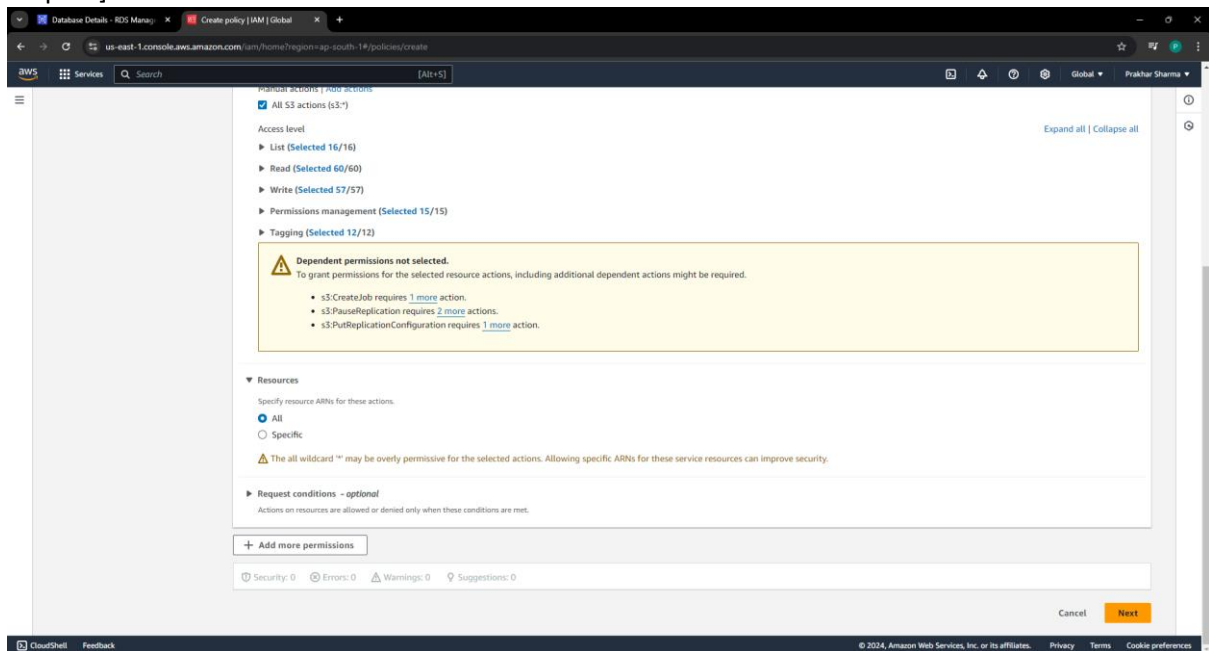 Database Details - RDS Manag
Create policy | IAM | Global
us-east-1.console.aws.amazon.com/iam/home?region=ap-south-1#/policies/create
aws
Services
Search
[Alt+S]
Global
Prakhar Sharma
Manual actions | Add actions
All S3 actions (s3:*)
Access level
Expand all | Collapse all
List (Selected 16/16)
Read (Selected 60/60)
Write (Selected 57/57)
Permissions management (Selected 15/15)
Tagging (Selected 12/12)
Dependent permissions not selected.
To grant permissions for the selected resource actions, including additional dependent actions might be required.
• s3:CreateJob requires 1 more action.
• s3:PauseReplication requires 2 more actions.
• s3:PutReplicationConfiguration requires 1 more action.
Resources
Specify resource ARNs for these actions.
All
Specific
The all wildcard '*' may be overly permissive for the selected actions. Allowing specific ARNs for these service resources can improve security.
Request conditions - optional
Actions on resources are allowed or denied only when these conditions are met.
+ Add more permissions
Security: 0
Errors: 0
Warnings: 0
Suggestions: 0
Cancel
Next
CloudShell
Feedback
© 2024, Amazon Web Services, Inc. or its affiliates.
Privacy
Terms
Cookie preferences